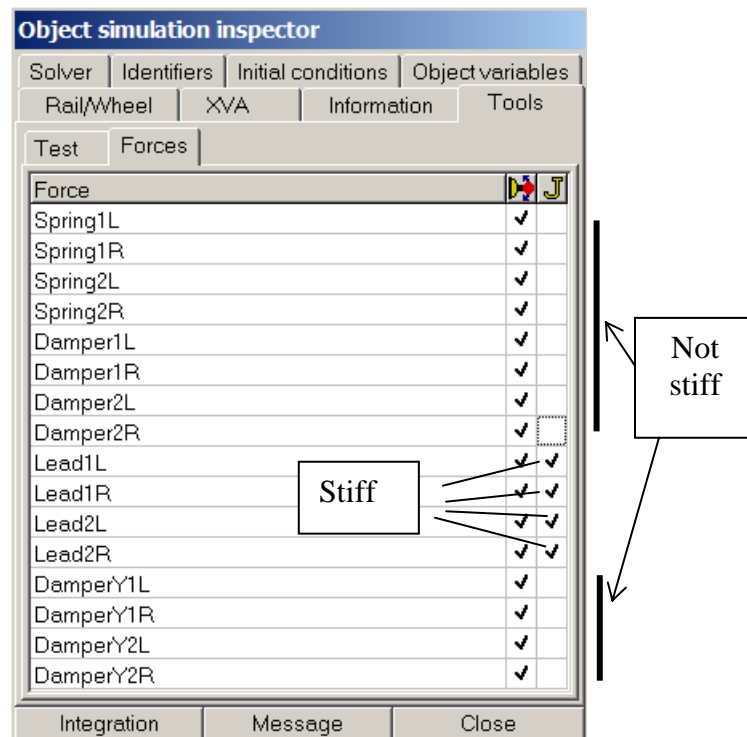 Object simulation inspector
Solver Identifiers Initial conditions Object variables
Rail/Wheel XVA Information Tools
Test Forces
Force J
Spring1L
Spring1R
Spring2L
Spring2R
Damper1L
Damper1R
Damper2L
Damper2R
Lead1L
Lead1R
Lead2L
Lead2R
DamperY1L
DamperY1R
DamperY2L
DamperY2R
Integration Message Close
Stiff
Not
stiff